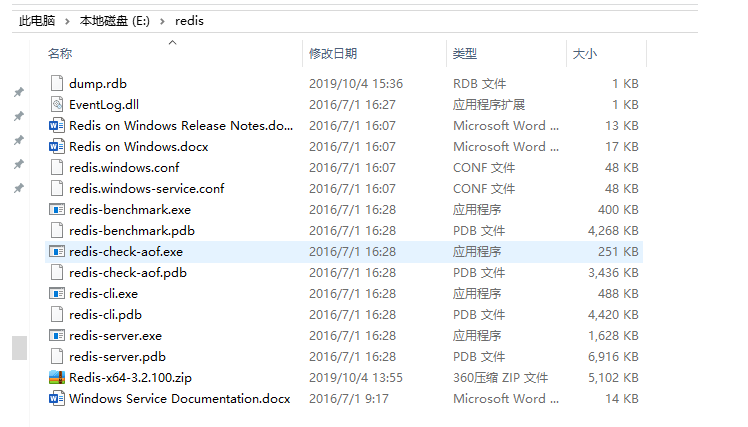 此电脑 > 本地磁盘 (E:) > redis
名称 修改日期 类型 大小
dump.rdb 2019/10/4 15:36 RDB 文件 1 KB
EventLog.dll 2016/7/1 16:27 应用程序扩展 1 KB
Redis on Windows Release Notes.do... 2016/7/1 16:07 Microsoft Word ... 13 KB
Redis on Windows.docx 2016/7/1 16:07 Microsoft Word ... 17 KB
redis.windows.conf 2016/7/1 16:07 CONF 文件 48 KB
redis.windows-service.conf 2016/7/1 16:07 CONF 文件 48 KB
redis-benchmark.exe 2016/7/1 16:28 应用程序 400 KB
redis-benchmark.pdb 2016/7/1 16:28 PDB 文件 4,268 KB
redis-check-aof.exe 2016/7/1 16:28 应用程序 251 KB
redis-check-aof.pdb 2016/7/1 16:28 PDB 文件 3,436 KB
redis-cli.exe 2016/7/1 16:28 应用程序 488 KB
redis-cli.pdb 2016/7/1 16:28 PDB 文件 4,420 KB
redis-server.exe 2016/7/1 16:28 应用程序 1,628 KB
redis-server.pdb 2016/7/1 16:28 PDB 文件 6,916 KB
Redis-x64-3.2.100.zip 2019/10/4 13:55 360压缩 ZIP 文件 5,102 KB
Windows Service Documentation.docx 2016/7/1 9:17 Microsoft Word ... 14 KB